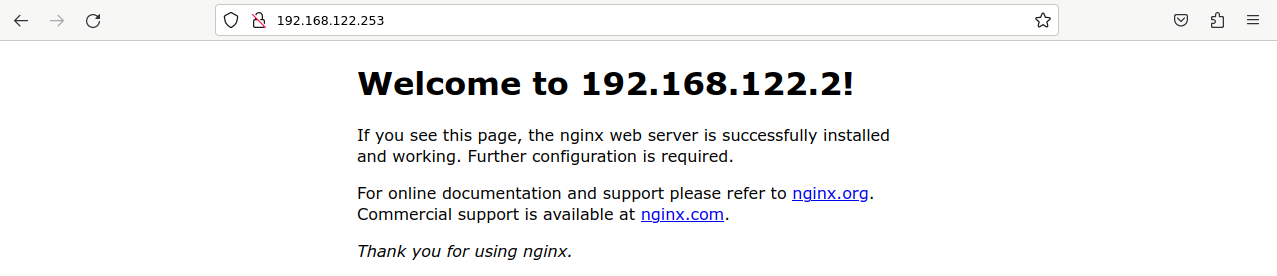 192.168.122.253
Welcome to 192.168.122.2!
If you see this page, the nginx web server is successfully installed
and working. Further configuration is required.
For online documentation and support please refer to nginx.org.
Commercial support is available at nginx.com.
Thank you for using nginx.